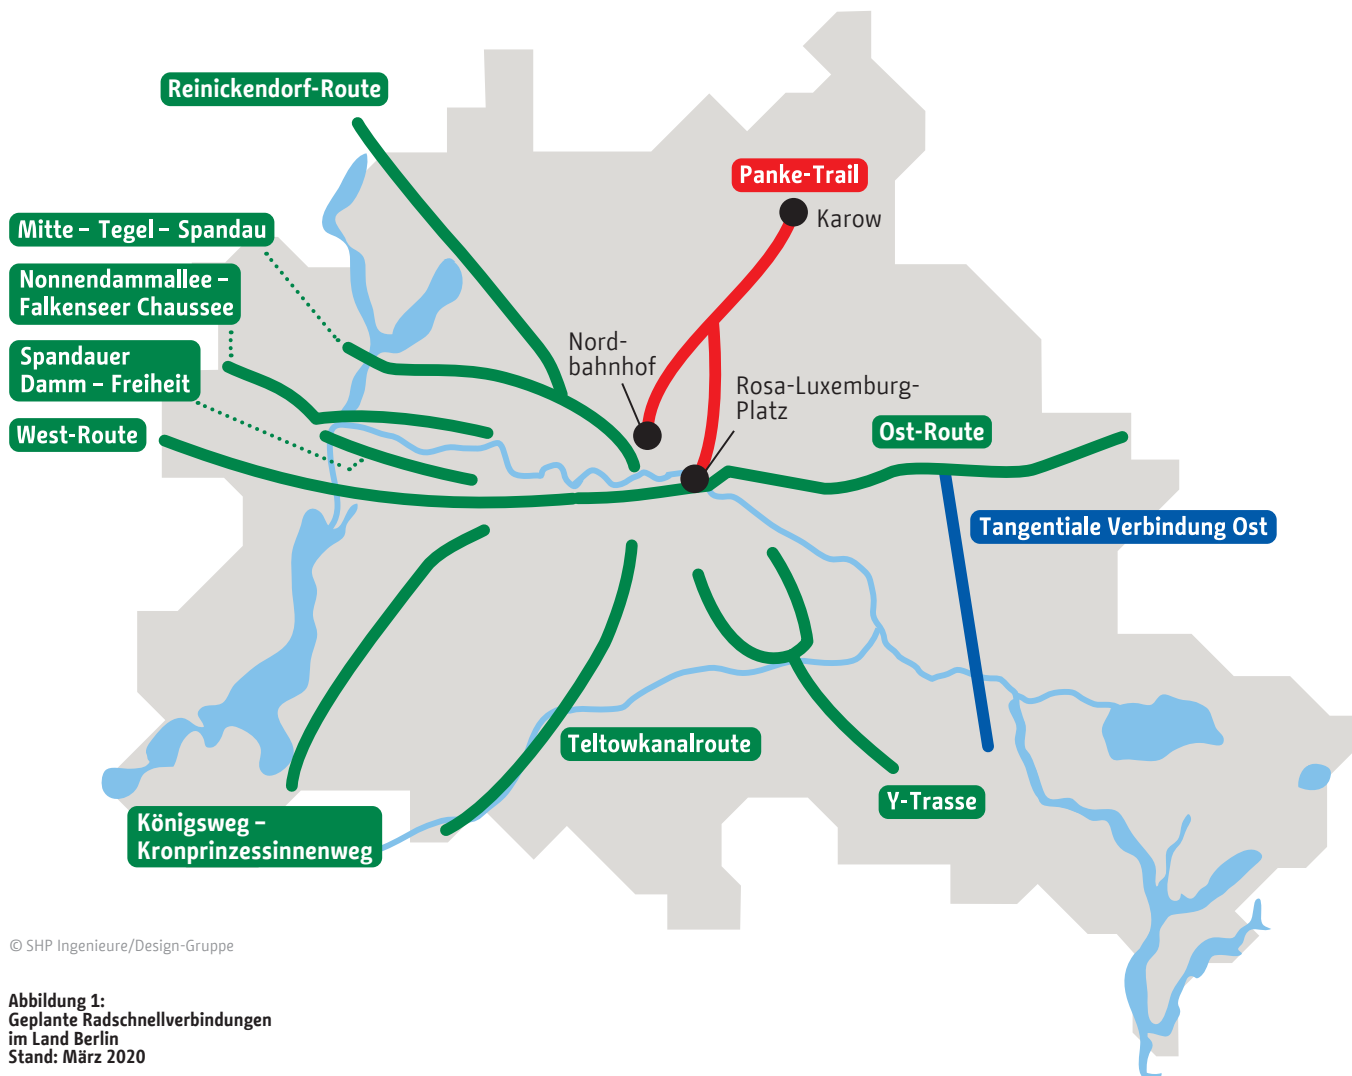 Reinickendorf-Route
Panke-Trail
Karow
Mitte – Tegel – Spandau
Nonnendammallee –
Falkenseer Chaussee
Spandauer
Damm – Freiheit
West-Route
Nord-
bahnhof
Rosa-Luxemburg-
Platz
Ost-Route
Tangentiale Verbindung Ost
Teltowkanalroute
Y-Trasse
Königsweg –
Kronprinzessinnenweg
© SHP Ingenieure/Design-Gruppe
Abbildung 1:
Geplante Radschnellverbindungen
im Land Berlin
Stand: März 2020